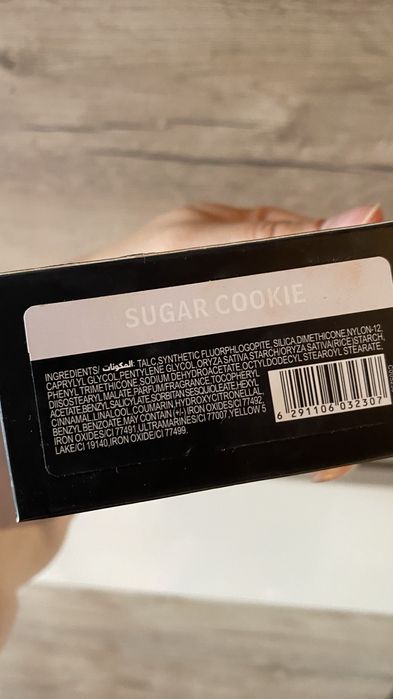 SUGAR COOKIE
INGREDIENTS/ المكونات: TALC,SYNTHETIC FLUORPHLOGOPITE, SILICA,DIMETHICONE,NYLON-12,
CAPRYLYL GLYCOL,PENTYLENE GLYCOL,ORYZA SATIVA STARCH(ORYZA SATIVA(RICE)STARCH,
PHENYL TRIMETHICONE SODIUM DEHYDROACETATE, OCTYLDODECYL STEAROYL STEARATE,
DIISOSTEARYL MALATE, PARFUM/FRAGRANCE,TOCOPHERYL
ACETATE,BENZYL SALICYLATE,SORBITAN SESQUIOLEATE,HEXYL
CINNAMAL,LINALOOL,COUMARIN,HYDROXYCITRONELLAL,
BENZYL BENZOATE MAY CONTAIN (+/-) IRON OXIDES/CI 77492,
IRON OXIDES/CI 77491,ULTRAMARINES/CI 77007,YELLOW 5
LAKE/CI 19140,IRON OXIDE/CI 77499.
6 291106 032307